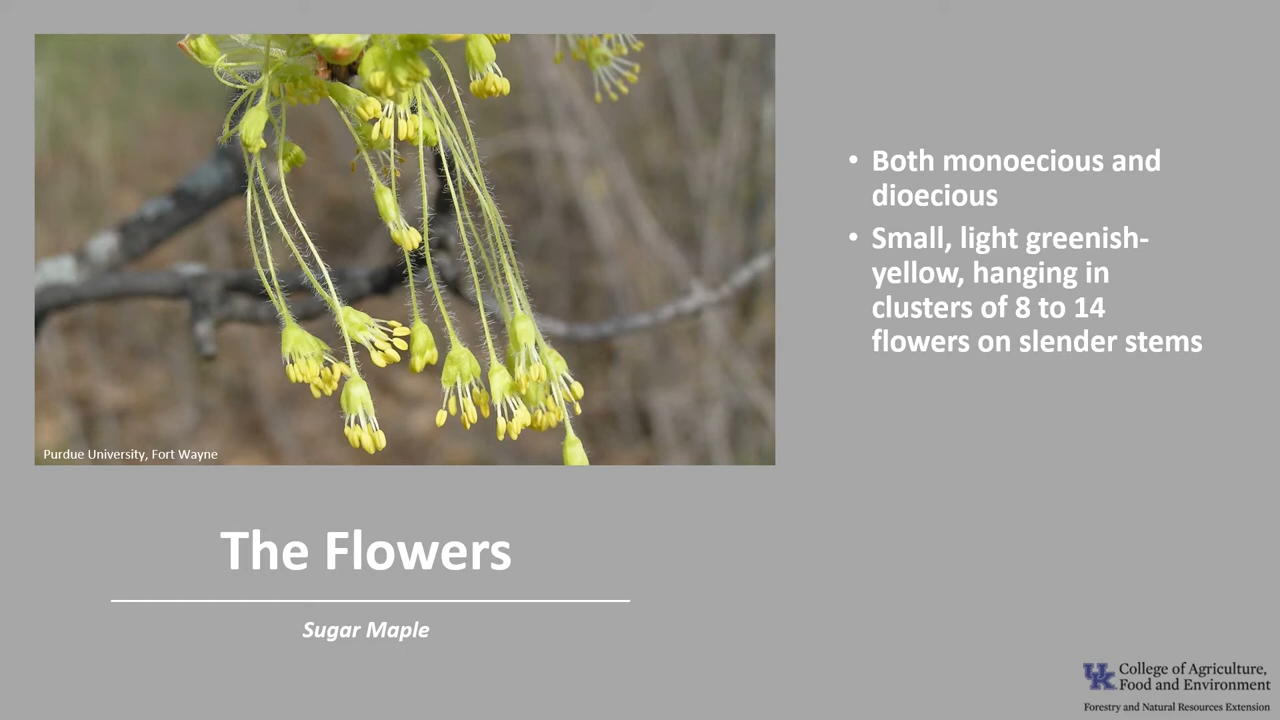 Purdue University, Fort Wayne
The Flowers
Sugar Maple
• Both monoecious and
dioecious
• Small, light greenish-
yellow, hanging in
clusters of 8 to 14
flowers on slender stems
UK College of Agriculture,
Food and Environment
Forestry and Natural Resources Extension